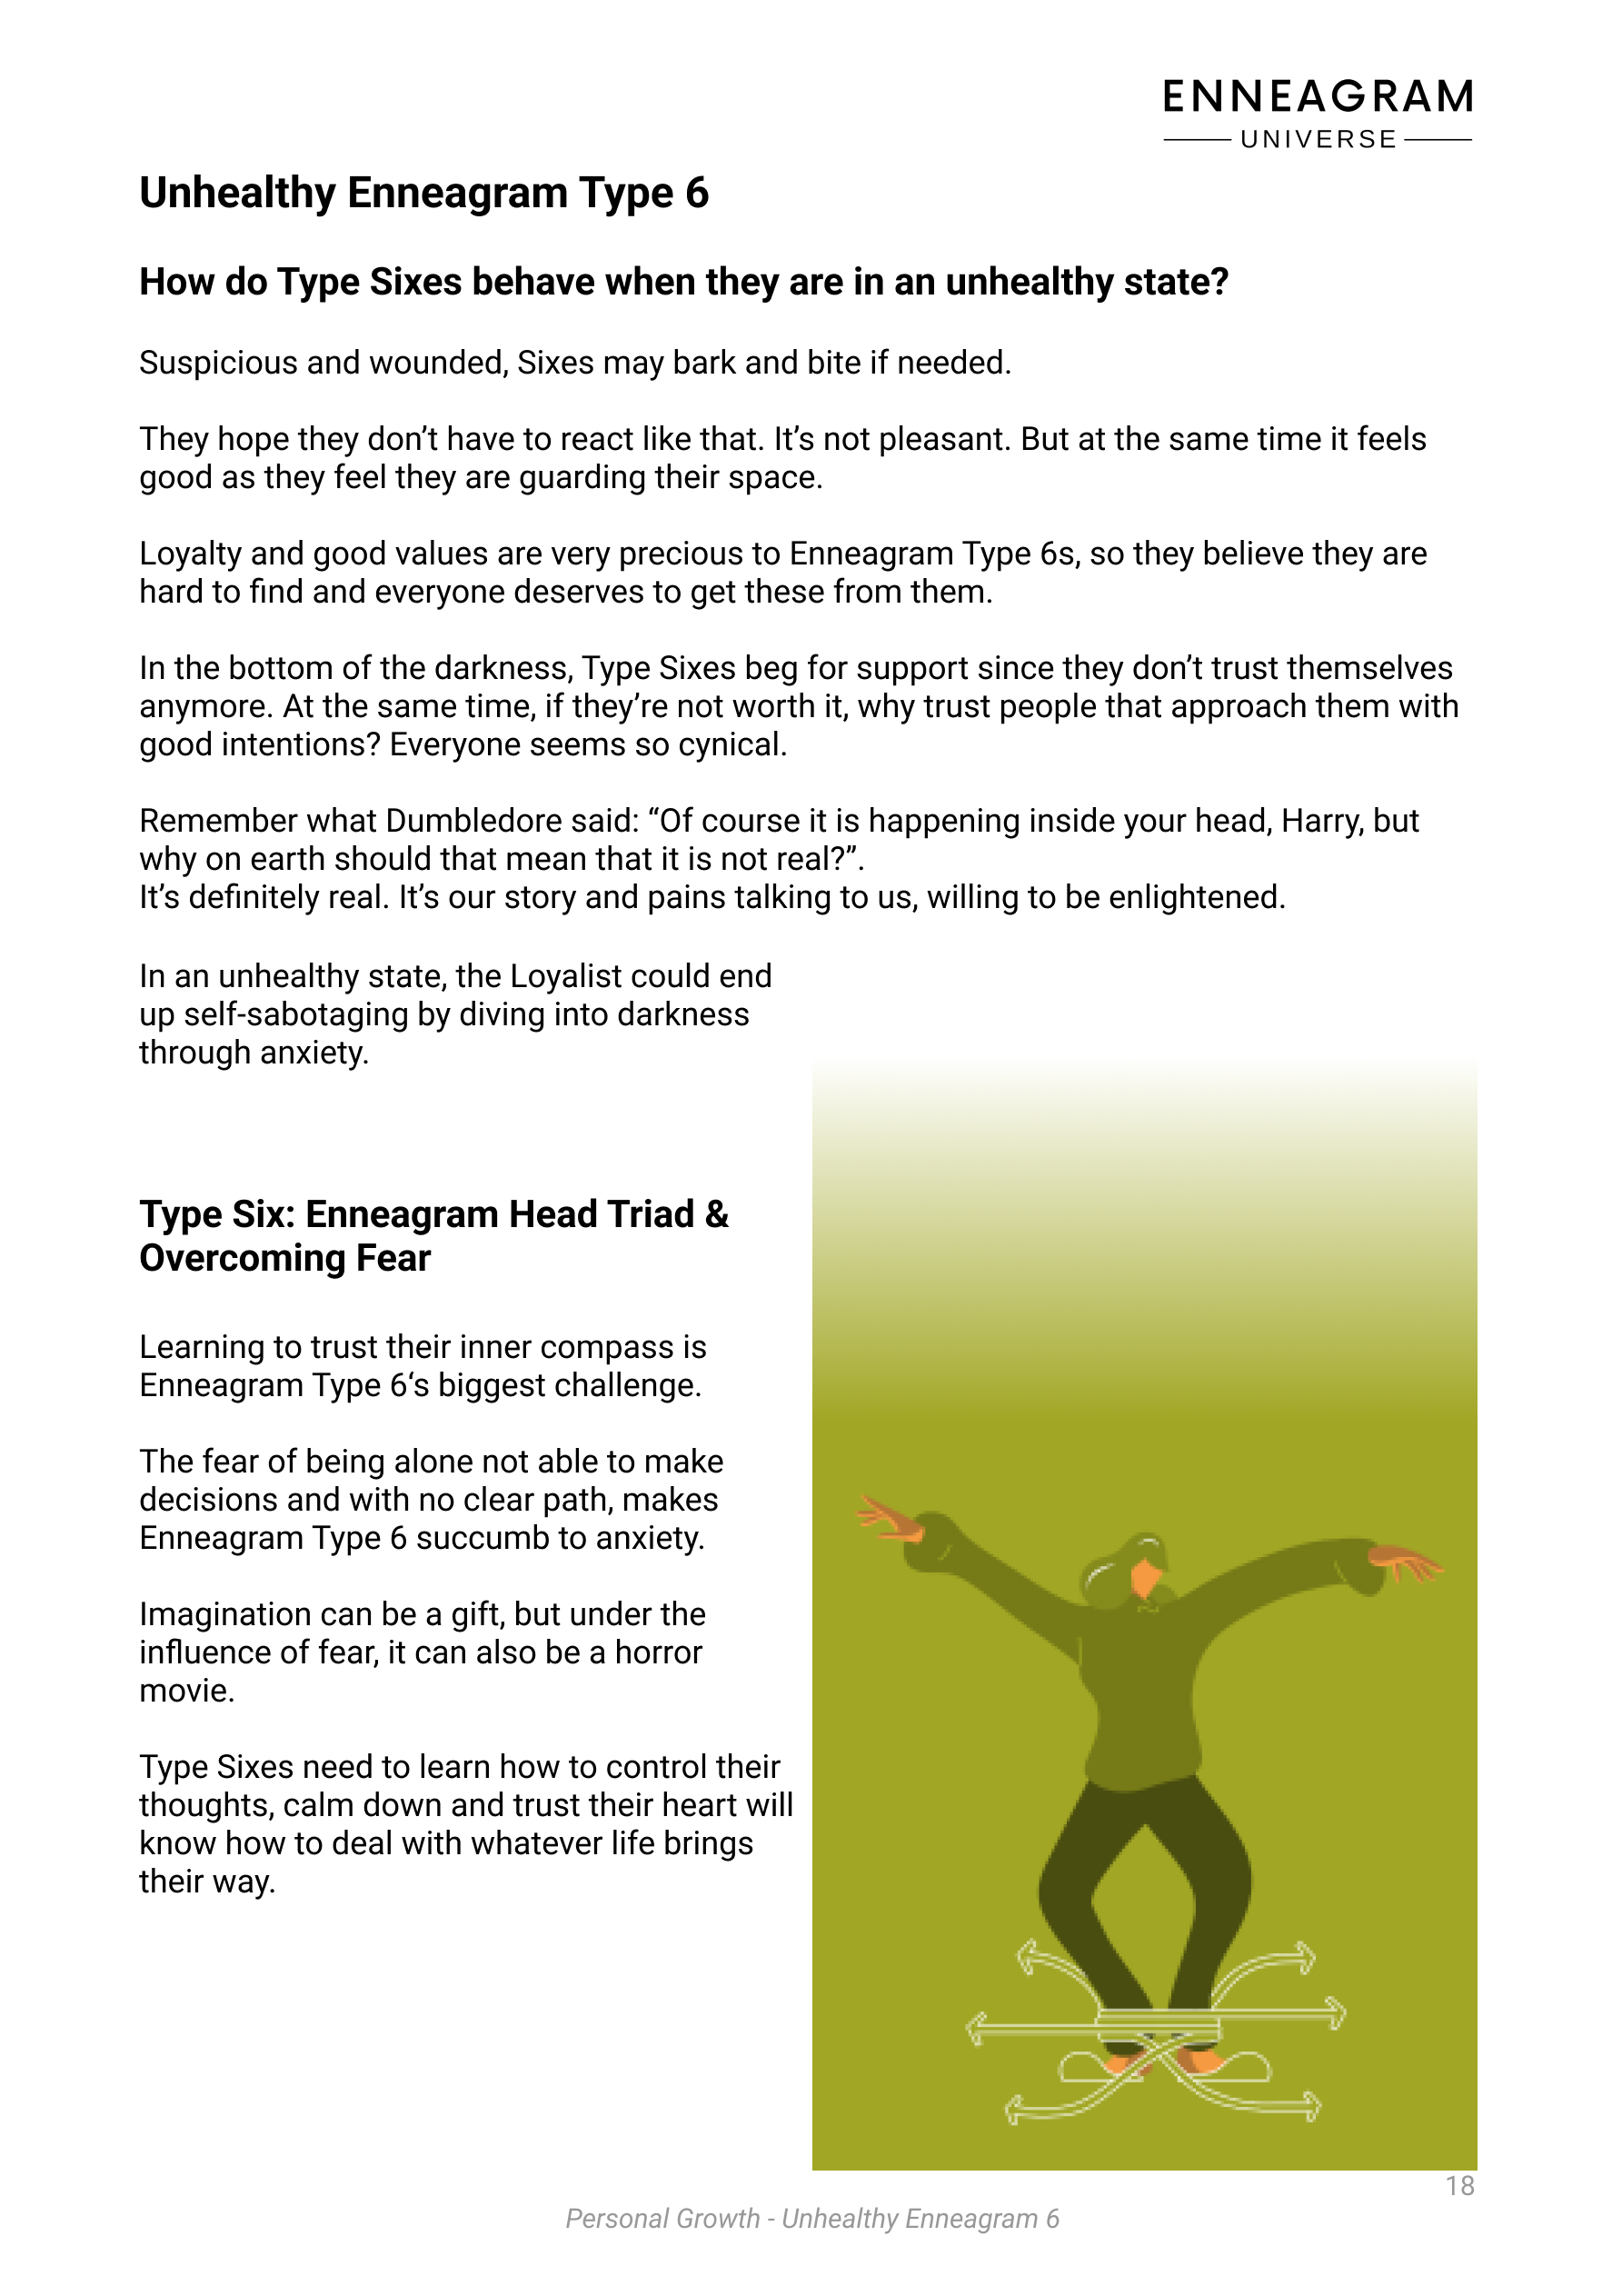 ENNEAGRAM
UNIVERSE
Unhealthy Enneagram Type 6
How do Type Sixes behave when they are in an unhealthy state?
Suspicious and wounded, Sixes may bark and bite if needed.
They hope they don’t have to react like that. It’s not pleasant. But at the same time it feels
good as they feel they are guarding their space.
Loyalty and good values are very precious to Enneagram Type 6s, so they believe they are
hard to find and everyone deserves to get these from them.
In the bottom of the darkness, Type Sixes beg for support since they don’t trust themselves
anymore. At the same time, if they’re not worth it, why trust people that approach them with
good intentions? Everyone seems so cynical.
Remember what Dumbledore said: “Of course it is happening inside your head, Harry, but
why on earth should that mean that it is not real?”.
It’s definitely real. It’s our story and pains talking to us, willing to be enlightened.
In an unhealthy state, the Loyalist could end
up self-sabotaging by diving into darkness
through anxiety.
Type Six: Enneagram Head Triad &
Overcoming Fear
Learning to trust their inner compass is
Enneagram Type 6‘s biggest challenge.
The fear of being alone not able to make
decisions and with no clear path, makes
Enneagram Type 6 succumb to anxiety.
Imagination can be a gift, but under the
influence of fear, it can also be a horror
movie.
Type Sixes need to learn how to control their
thoughts, calm down and trust their heart will
know how to deal with whatever life brings
their way.
18
Personal Growth - Unhealthy Enneagram 6